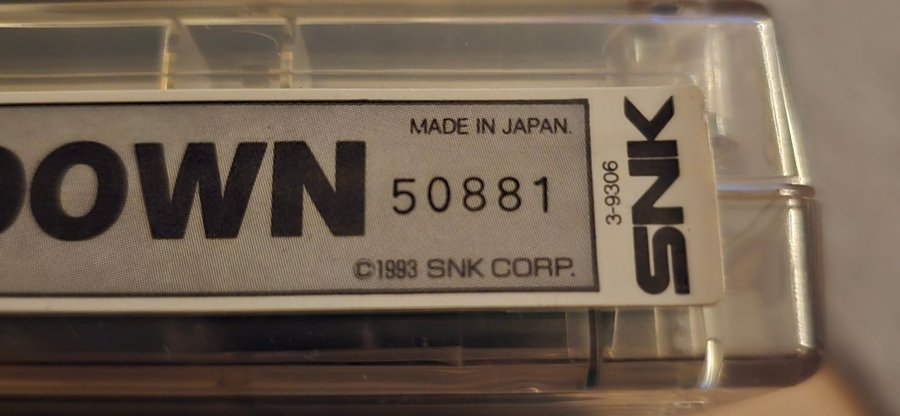 MADE IN JAPAN.
DOWN 50881
©1993 SNK CORP.
3-9306
SNK